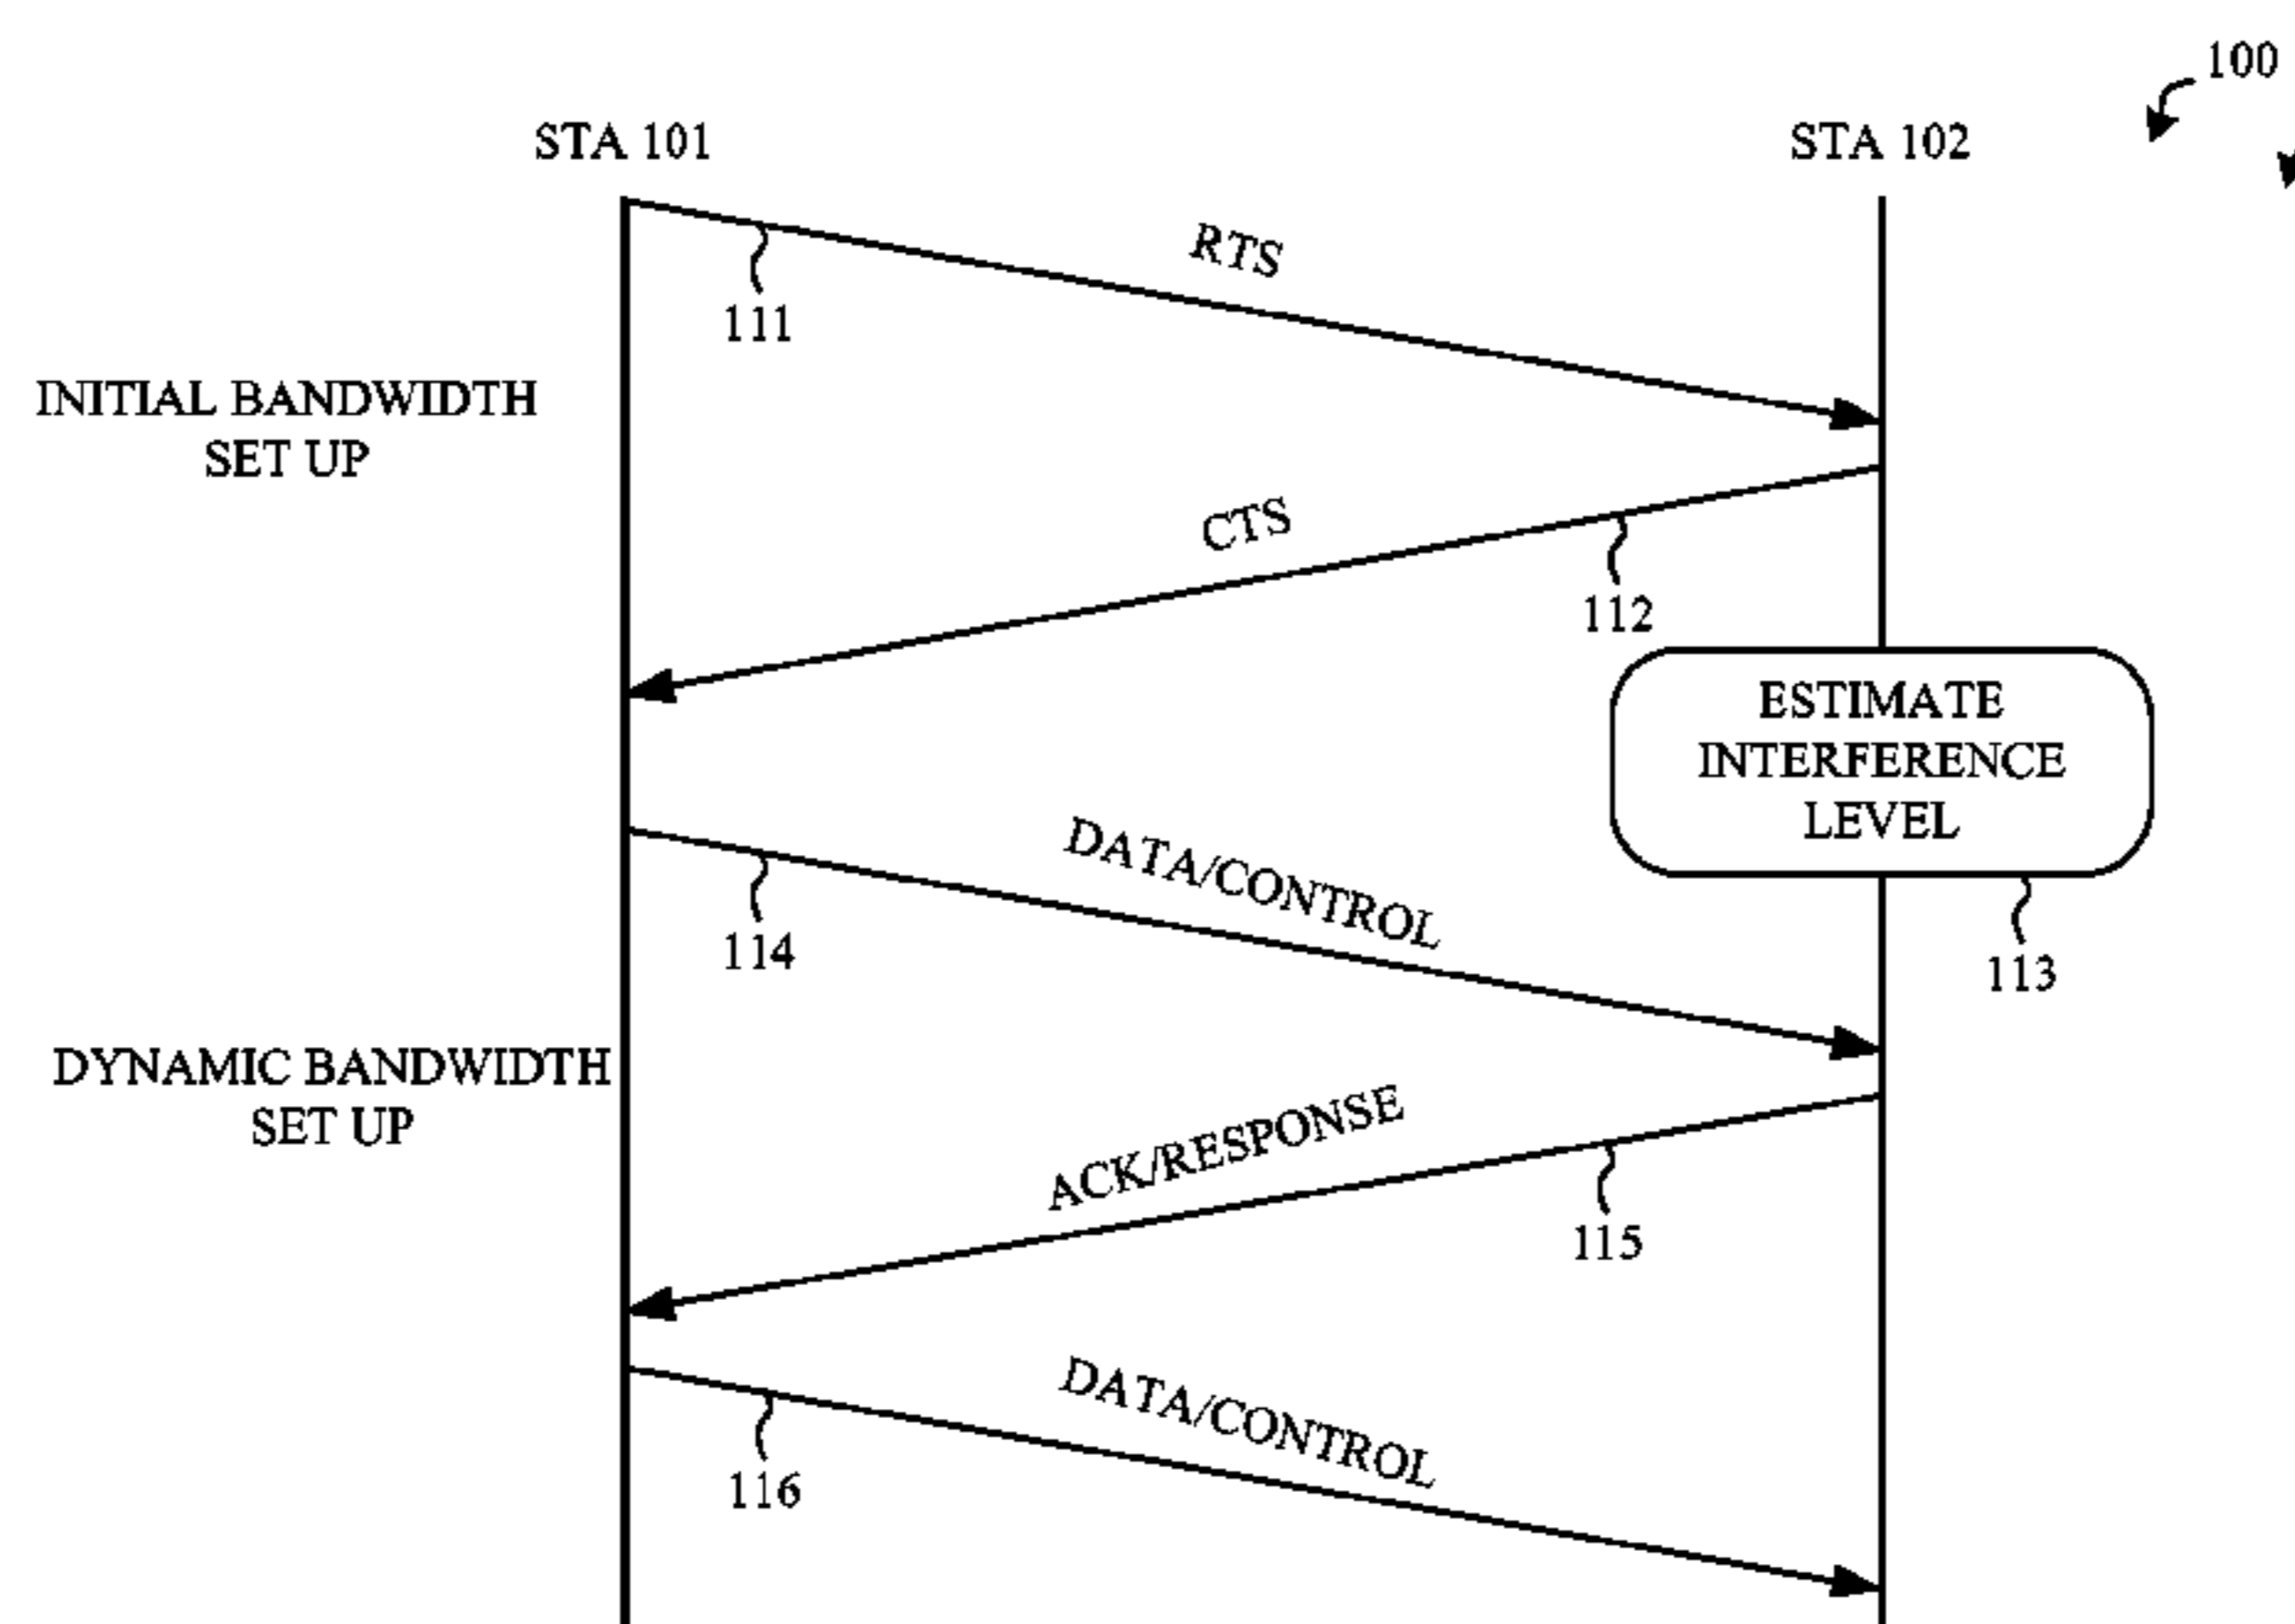 100
STA 101
STA 102
RTS
111
INITIAL BANDWIDTH
SET UP
CTS
112
ESTIMATE
INTERFERENCE
LEVEL
DATA/CONTROL
114
113
DYNAMIC BANDWIDTH
SET UP
ACK/RESPONSE
115
DATA/CONTROL
116